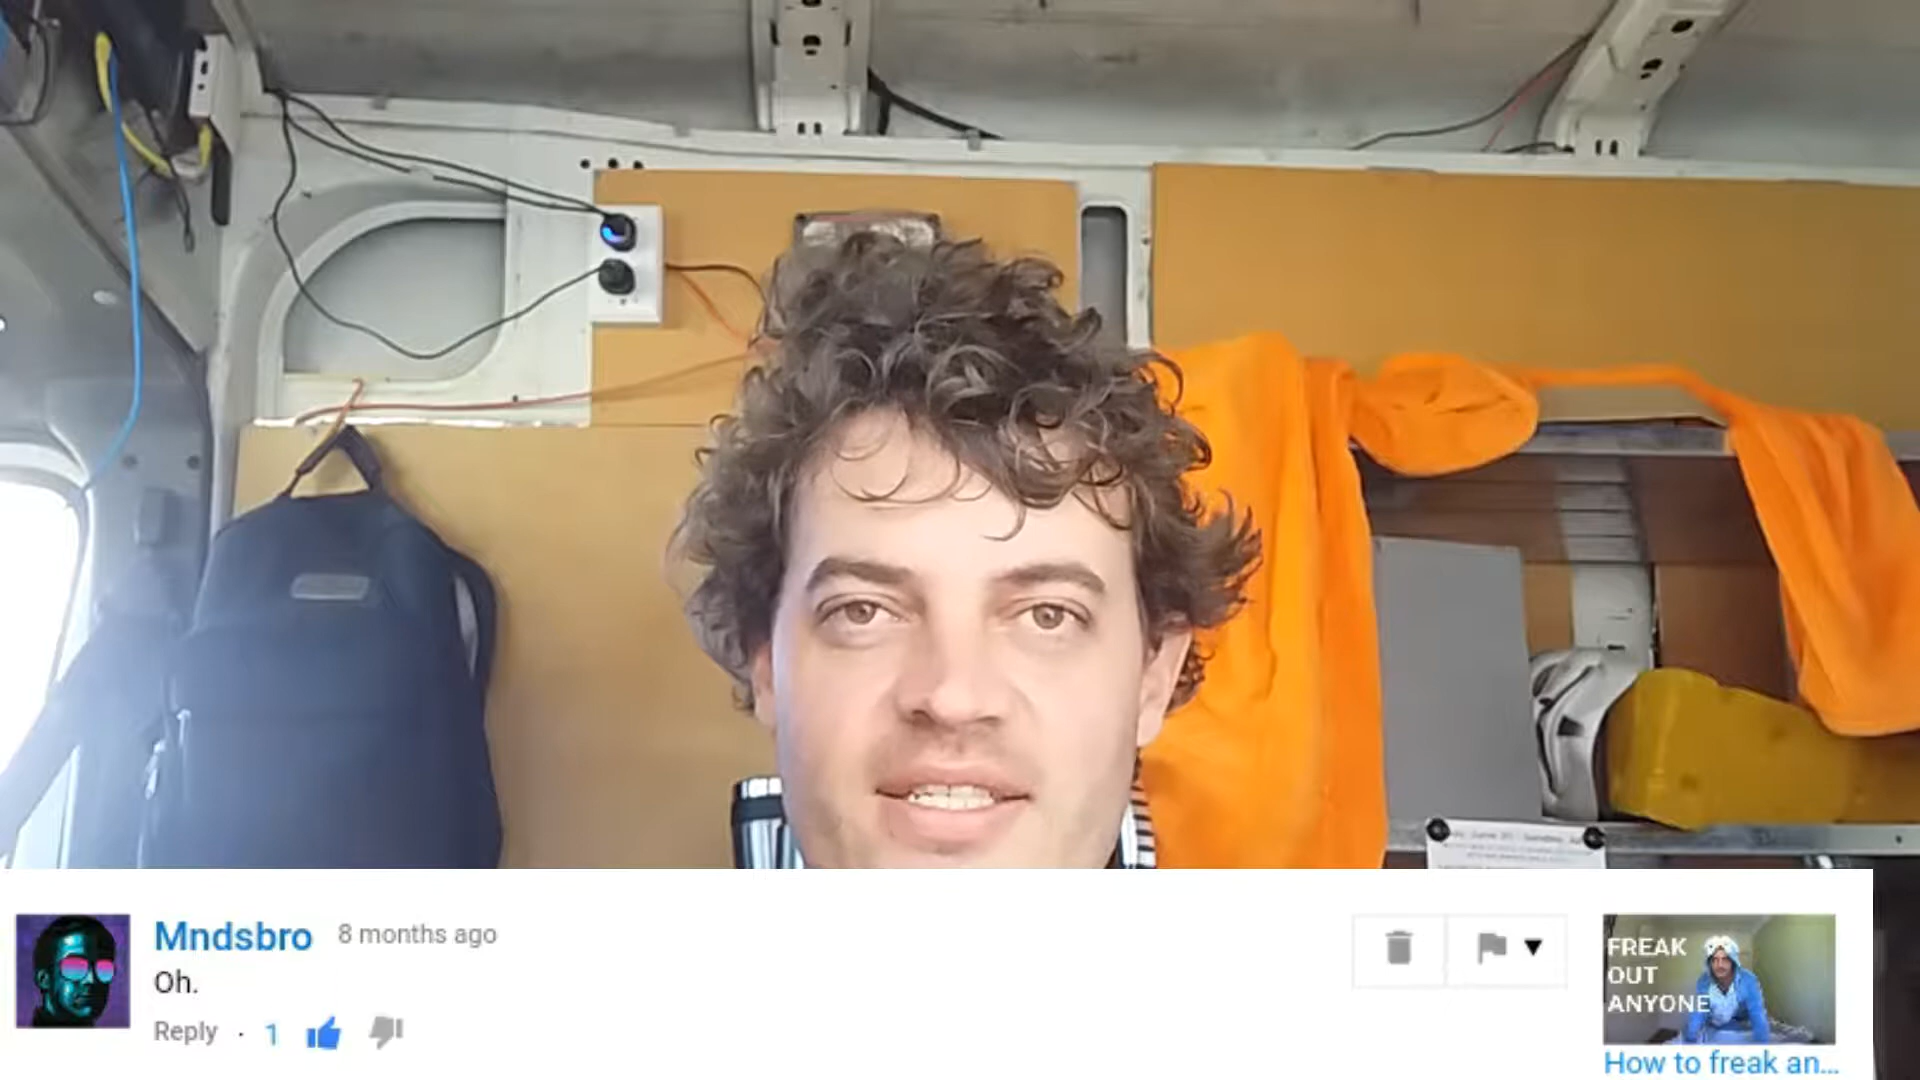 Mndsbro 8 months ago
Oh.
Reply · 1
FREAK
OUT
ANYONE
How to freak an...